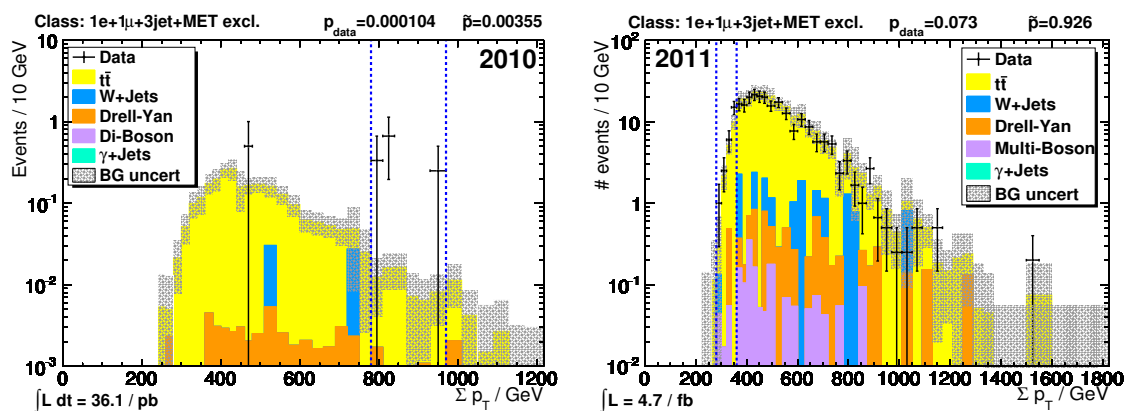 Class: 1e+1μ+3jet+MET excl. p_data=0.000104 p̃=0.00355
Events / 10 GeV
10
1
10⁻¹
10⁻²
10⁻³
2010
Data
tt̄
W+Jets
Drell-Yan
Di-Boson
γ+Jets
BG uncert
0 200 400 600 800 1000 1200
∫L dt = 36.1 / pb
Σ p_T / GeV
Class: 1e+1μ+3jet+MET excl. p_data=0.073 p̃=0.926
# events / 10 GeV
10²
10
1
10⁻¹
10⁻²
2011
Data
tt̄
W+Jets
Drell-Yan
Multi-Boson
γ+Jets
BG uncert
0 200 400 600 800 1000 1200 1400 1600 1800
∫L = 4.7 / fb
Σ p_T / GeV